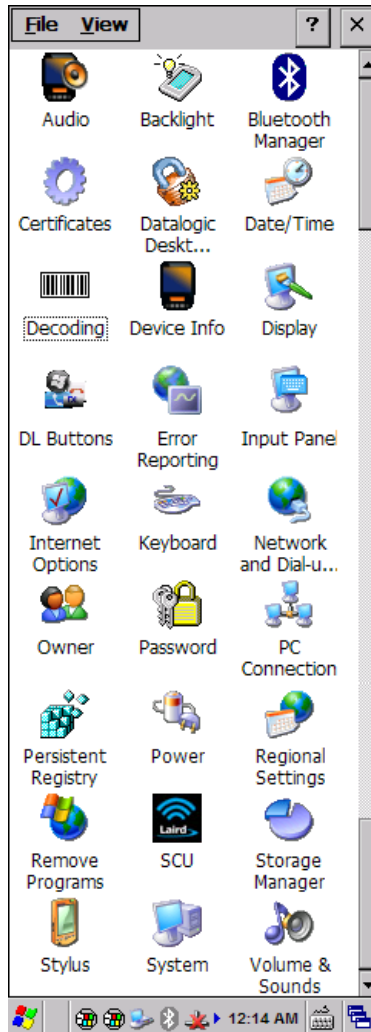 File View ? ×
Audio Backlight Bluetooth
Manager
Certificates Datalogic Date/Time
Deskt...
Decoding Device Info Display
DL Buttons Error Input Panel
Reporting
Internet Keyboard Network
Options and Dial-u...
Owner Password PC
Connection
Persistent Power Regional
Registry Settings
Laird
Remove SCU Storage
Programs Manager
Stylus System Volume &
Sounds
12:14 AM